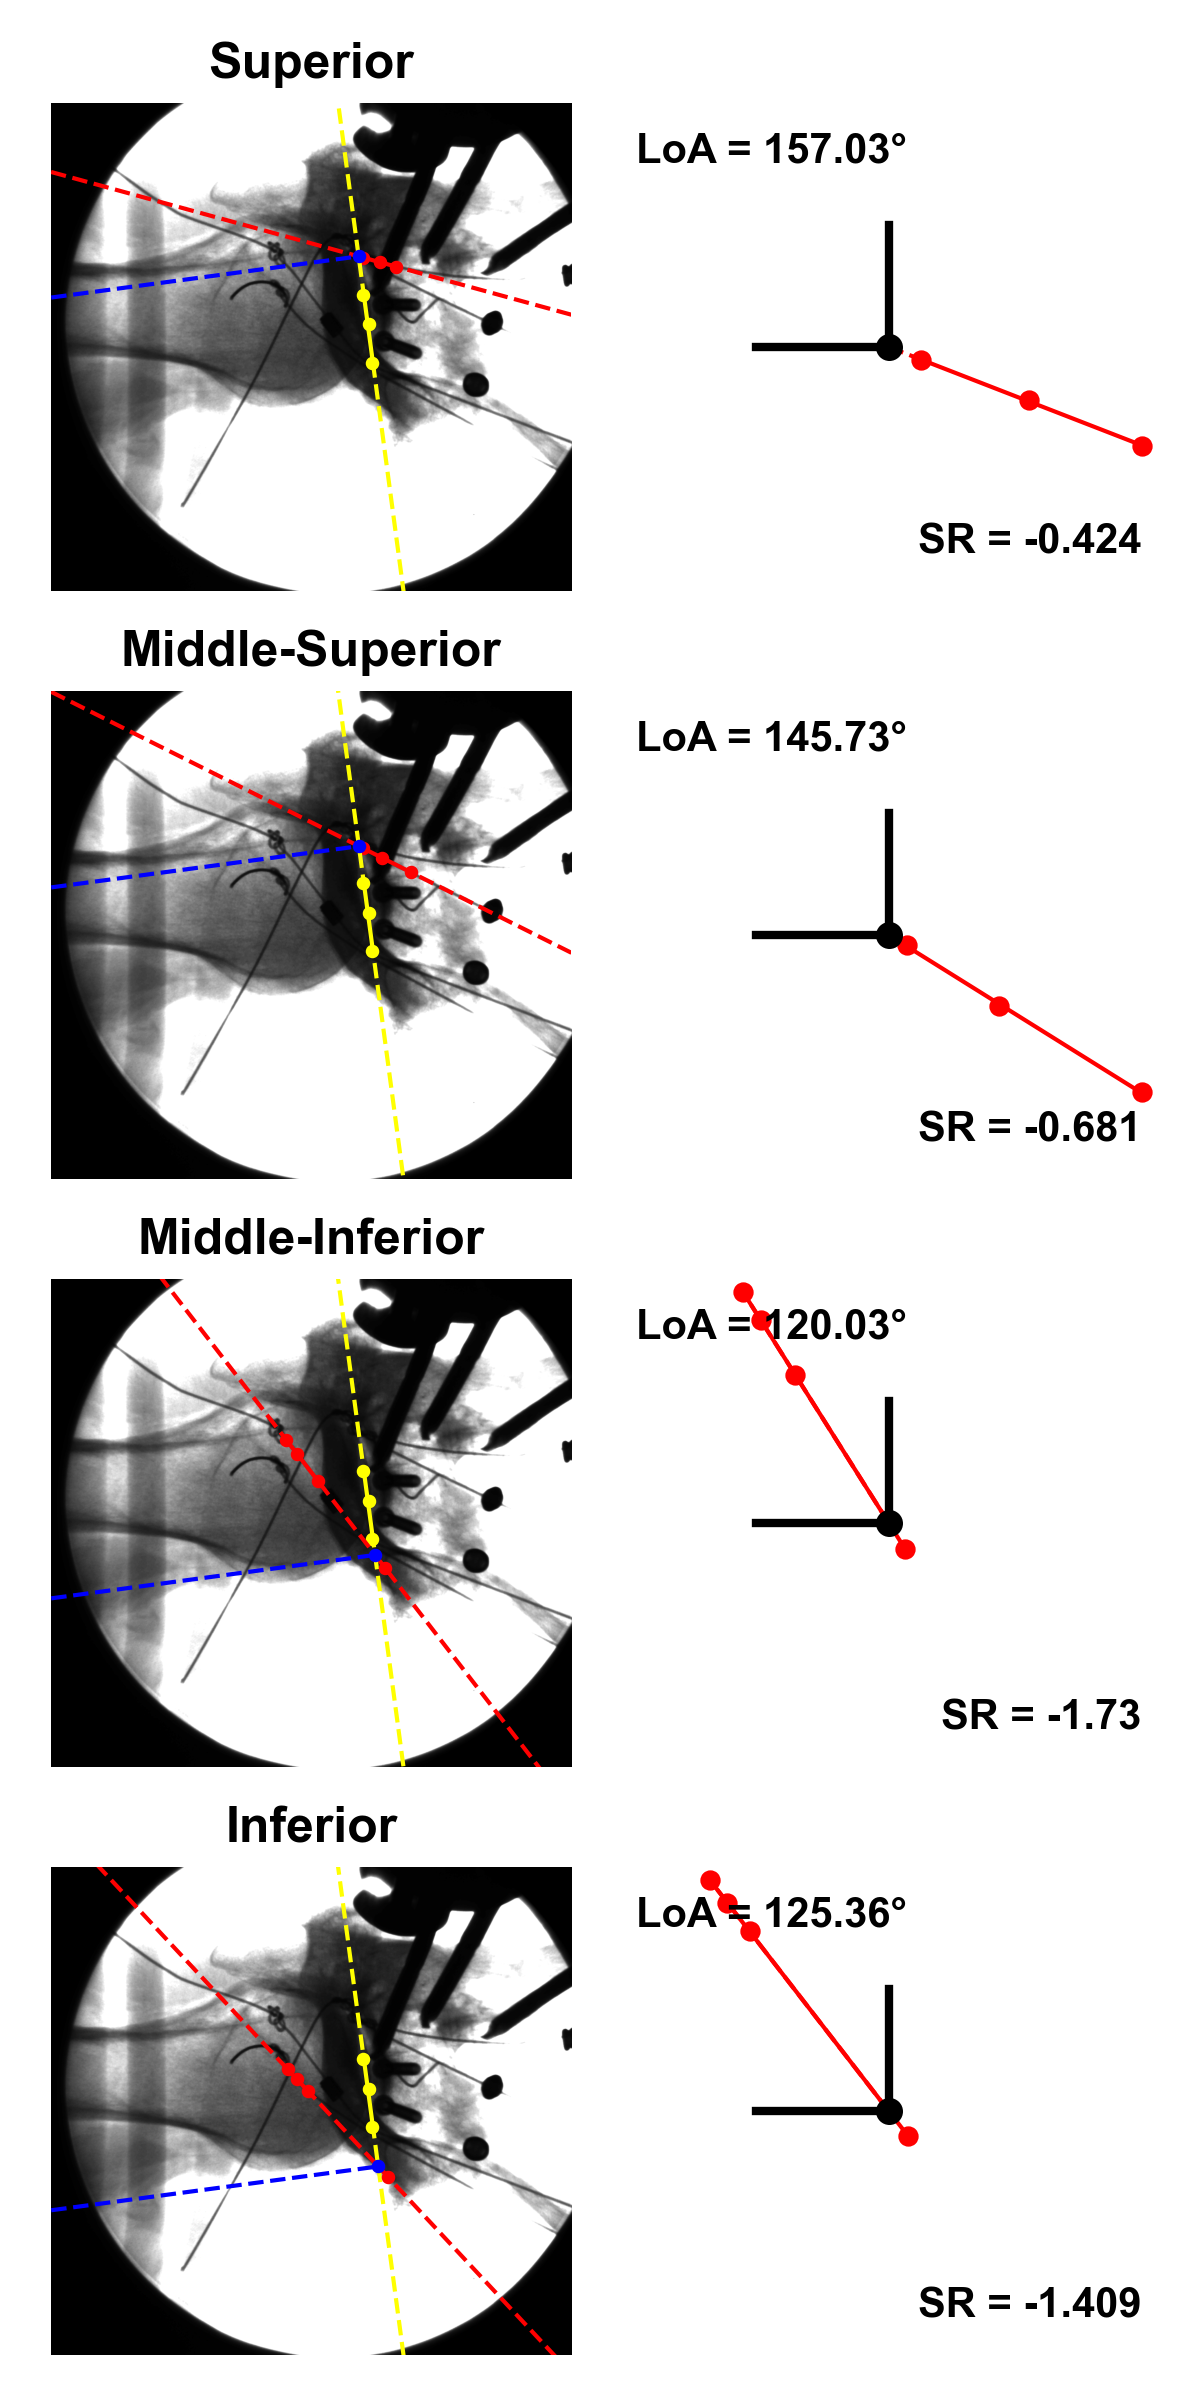 Superior
LoA = 157.03°
SR = -0.424
Middle-Superior
LoA = 145.73°
SR = -0.681
Middle-Inferior
LoA = 120.03°
SR = -1.73
Inferior
LoA = 125.36°
SR = -1.409